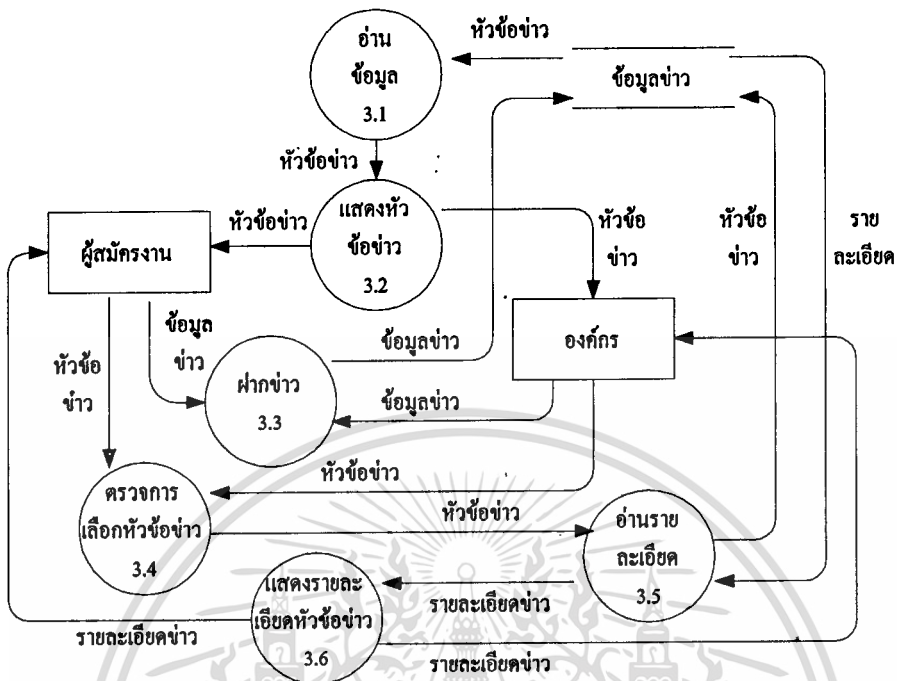 หัวข้อข่าว
อ่าน
ข้อมูล
3.1
ข้อมูลข่าว
หัวข้อข่าว
แสดงหัว
ข้อข่าว
3.2
หัวข้อข่าว
ผู้สมัครงาน
หัวข้อ
ข่าว
หัวข้อ
ข่าว
ราย
ละเอียด
ข้อมูล
ข่าว
หัวข้อ
ข่าว
ข้อมูลข่าว
องค์กร
ฝากข่าว
3.3
ข้อมูลข่าว
หัวข้อข่าว
ตรวจการ
เลือกหัวข้อข่าว
3.4
หัวข้อข่าว
อ่านราย
ละเอียด
3.5
แสดงรายละ
เอียดหัวข้อข่าว
3.6
รายละเอียดข่าว
รายละเอียดข่าว
รายละเอียดข่าว